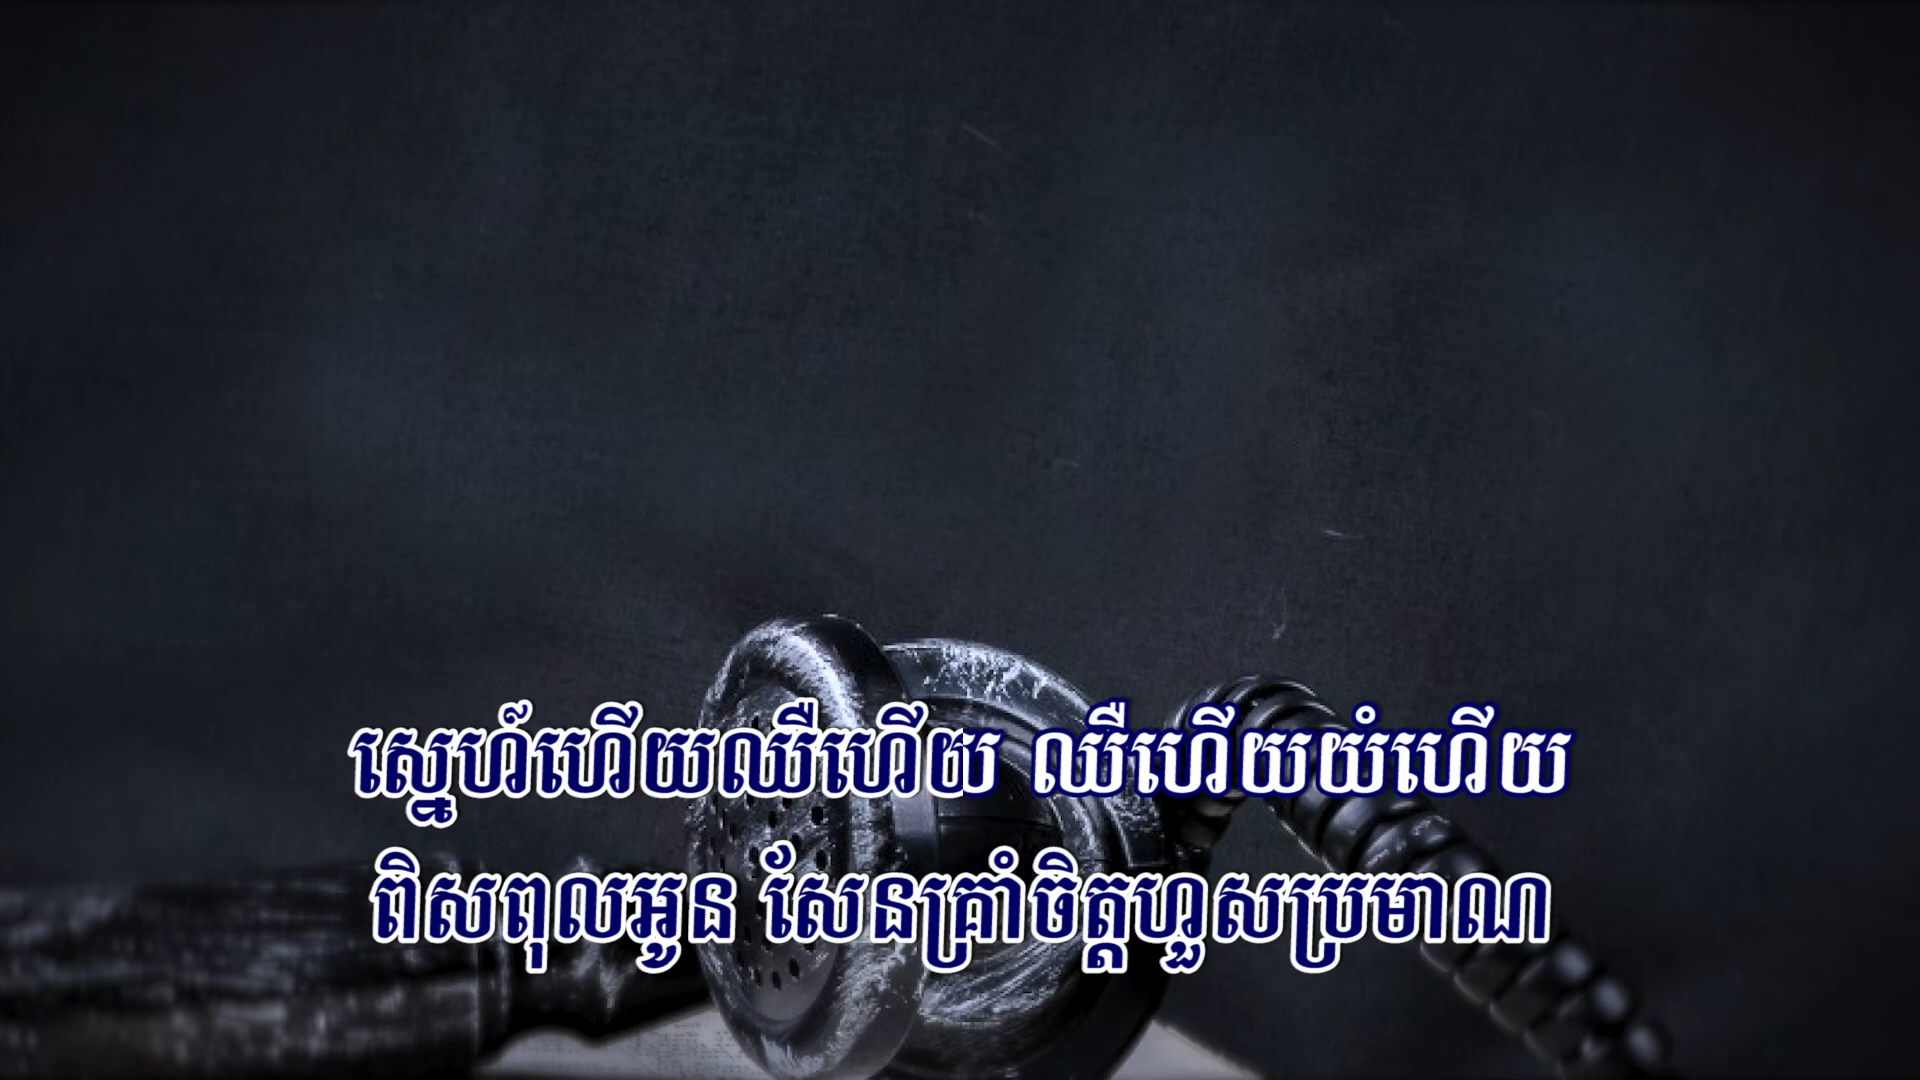 ស្នេហ៍ហើយឈឺហើយ ឈឺហើយយំហើយ
ពិសពុលអូន សែនគ្រាំចិត្តហួសប្រមាណ